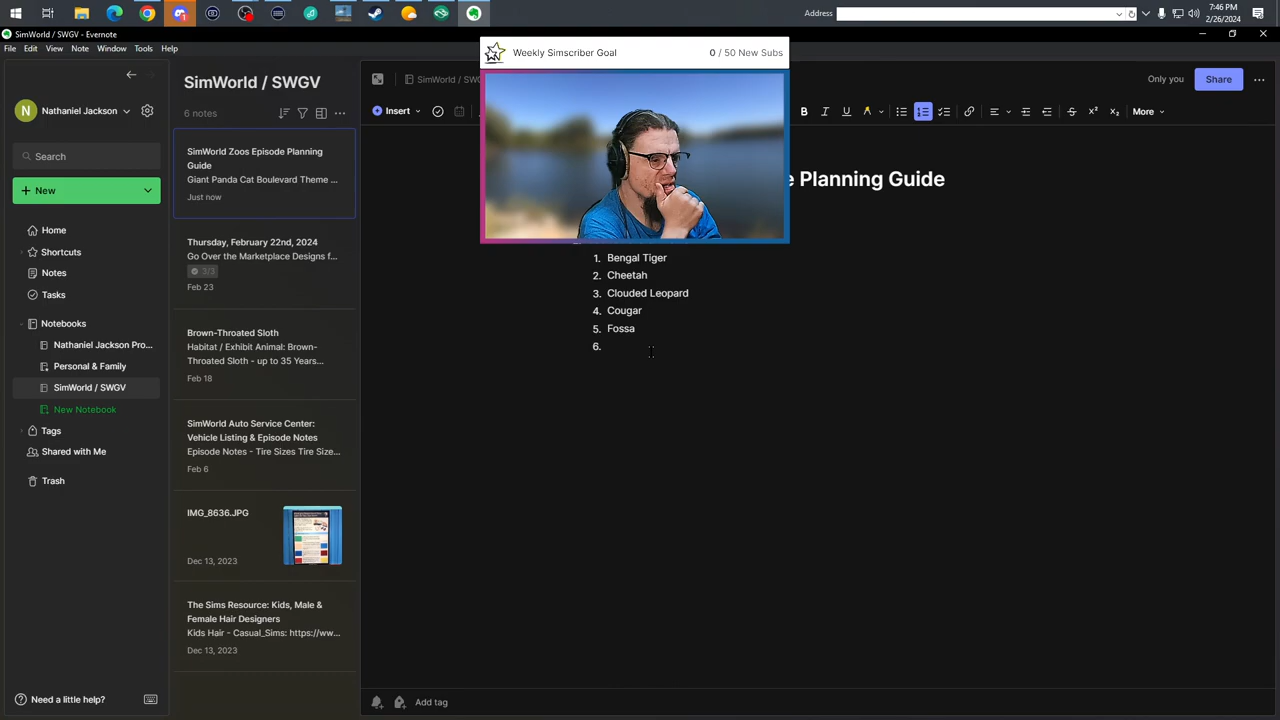 Address
7:46 PM
2/26/2024
SimWorld / SWGV - Evernote
File Edit View Note Window Tools Help
Weekly Simscriber Goal 0 / 50 New Subs
N Nathaniel Jackson
Search
New
Home
Shortcuts
Notes
Tasks
Notebooks
Nathaniel Jackson Pro...
Personal & Family
SimWorld / SWGV
New Notebook
Tags
Shared with Me
Trash
Need a little help?
SimWorld / SWGV
6 notes
SimWorld Zoos Episode Planning
Guide
Giant Panda Cat Boulevard Theme ...
Just now
Thursday, February 22nd, 2024
Go Over the Marketplace Designs f...
3/3
Feb 23
Brown-Throated Sloth
Habitat / Exhibit Animal: Brown-
Throated Sloth - up to 35 Years...
Feb 18
SimWorld Auto Service Center:
Vehicle Listing & Episode Notes
Episode Notes - Tire Sizes Tire Size...
Feb 6
IMG_8636.JPG
Dec 13, 2023
The Sims Resource: Kids, Male &
Female Hair Designers
Kids Hair - Casual_Sims: https://ww...
Dec 13, 2023
SimWorld / SWG
Only you Share
Insert
B I U
More
e Planning Guide
1. Bengal Tiger
2. Cheetah
3. Clouded Leopard
4. Cougar
5. Fossa
6.
Add tag